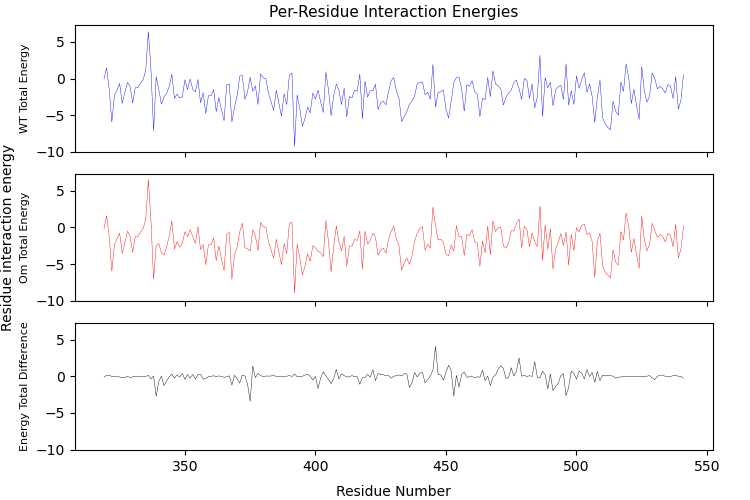 Per-Residue Interaction Energies
Residue interaction energy
WT Total Energy
5
0
−5
−10
Om Total Energy
5
0
−5
−10
Energy Total Difference
5
0
−5
−10
350 400 450 500 550
Residue Number